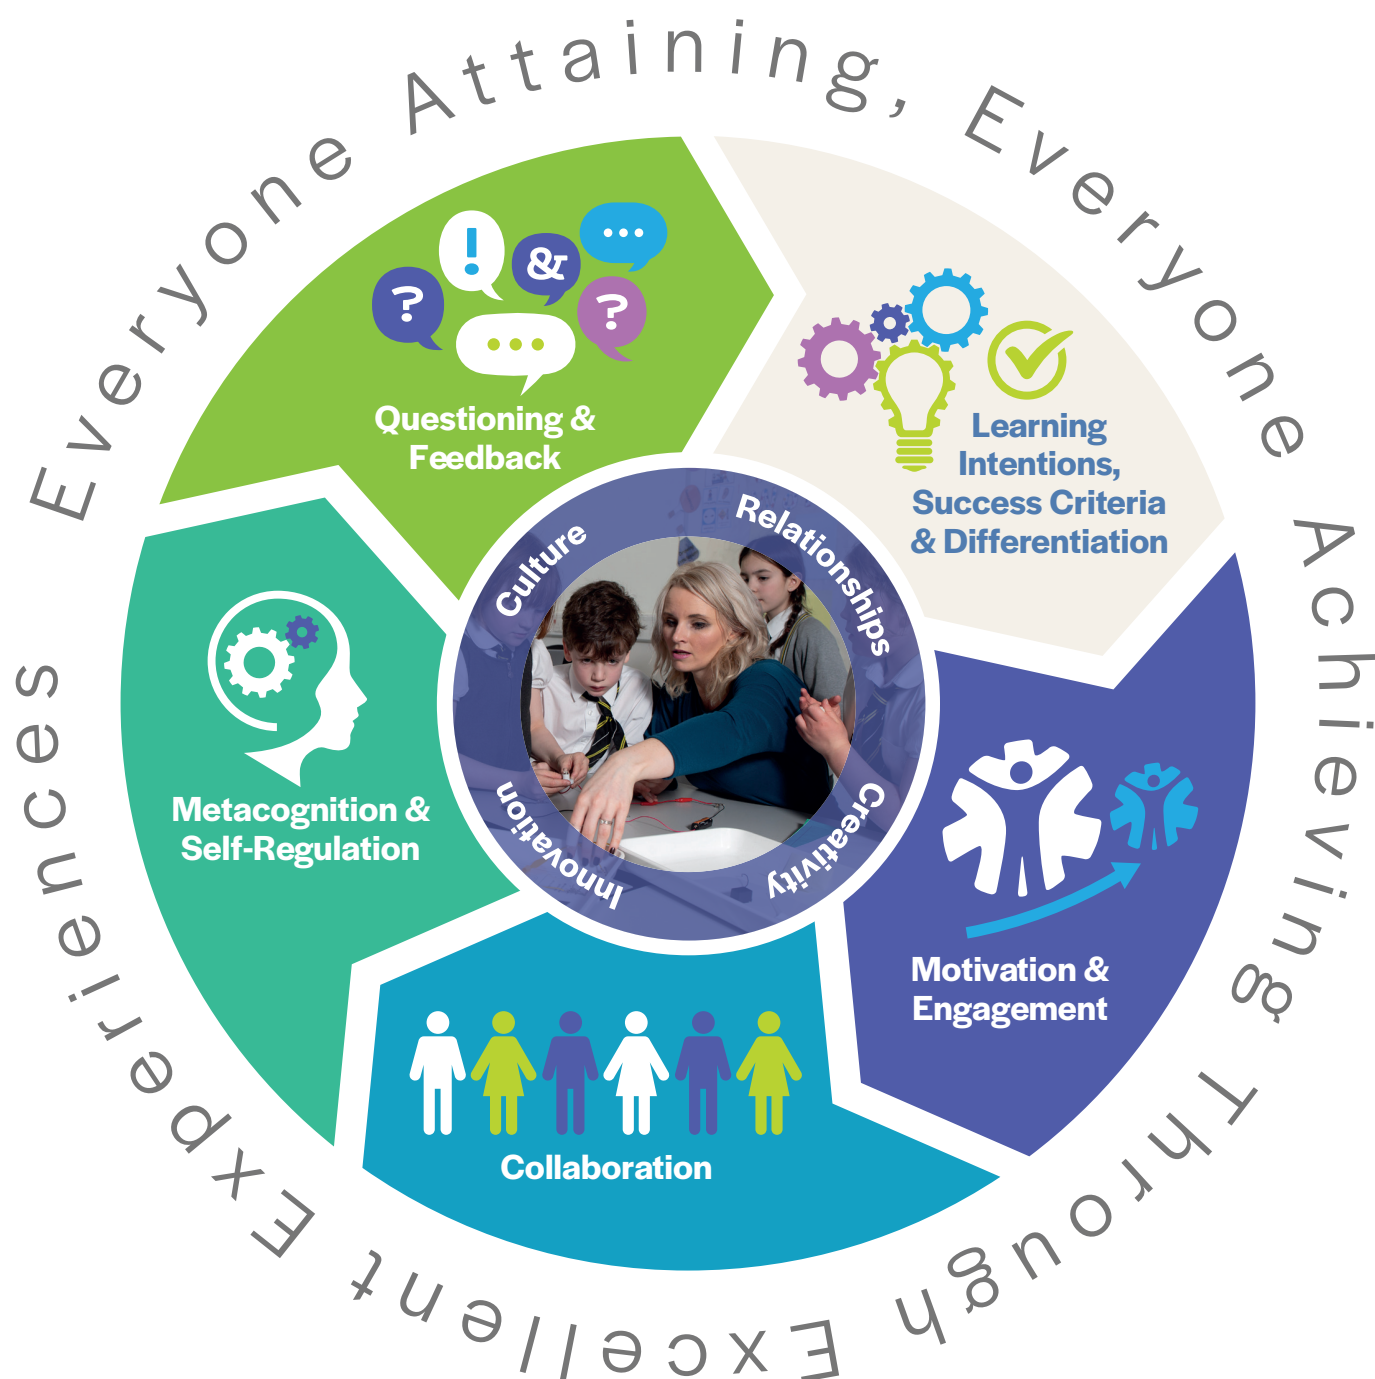 Everyone Attaining, Everyone Achieving Through Excellent Experiences
? ! & ... ... ?
Questioning &
Feedback
Learning
Intentions,
Success Criteria
& Differentiation
Motivation &
Engagement
Collaboration
Metacognition &
Self-Regulation
Culture
Relationships
Creativity
Innovation